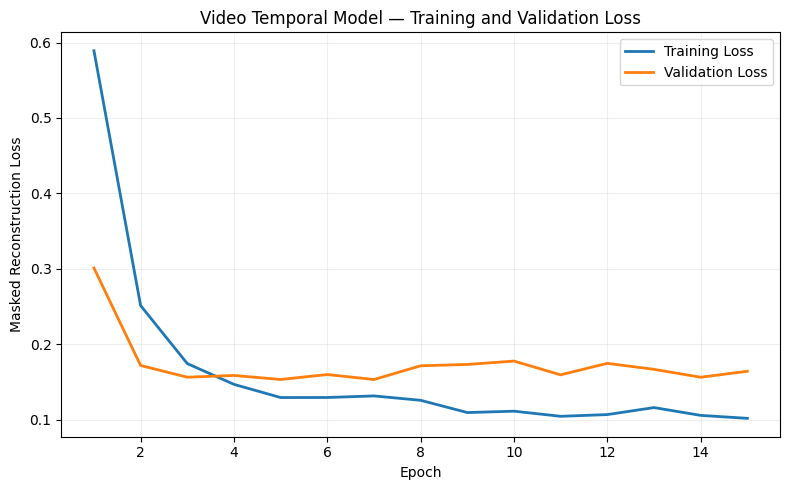 Video Temporal Model — Training and Validation Loss
Training Loss
Validation Loss
Masked Reconstruction Loss
0.6
0.5
0.4
0.3
0.2
0.1
2 4 6 8 10 12 14
Epoch